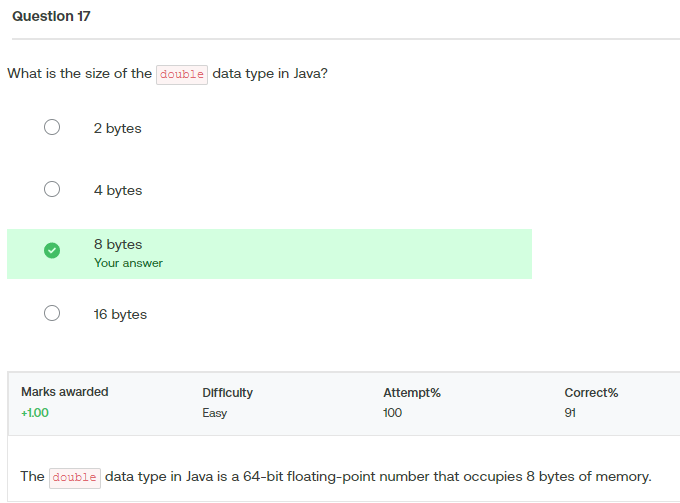 Question 17
What is the size of the double data type in Java?
2 bytes
4 bytes
8 bytes
Your answer
16 bytes
Marks awarded Difficulty Attempt% Correct%
+1.00 Easy 100 91
The double data type in Java is a 64-bit floating-point number that occupies 8 bytes of memory.